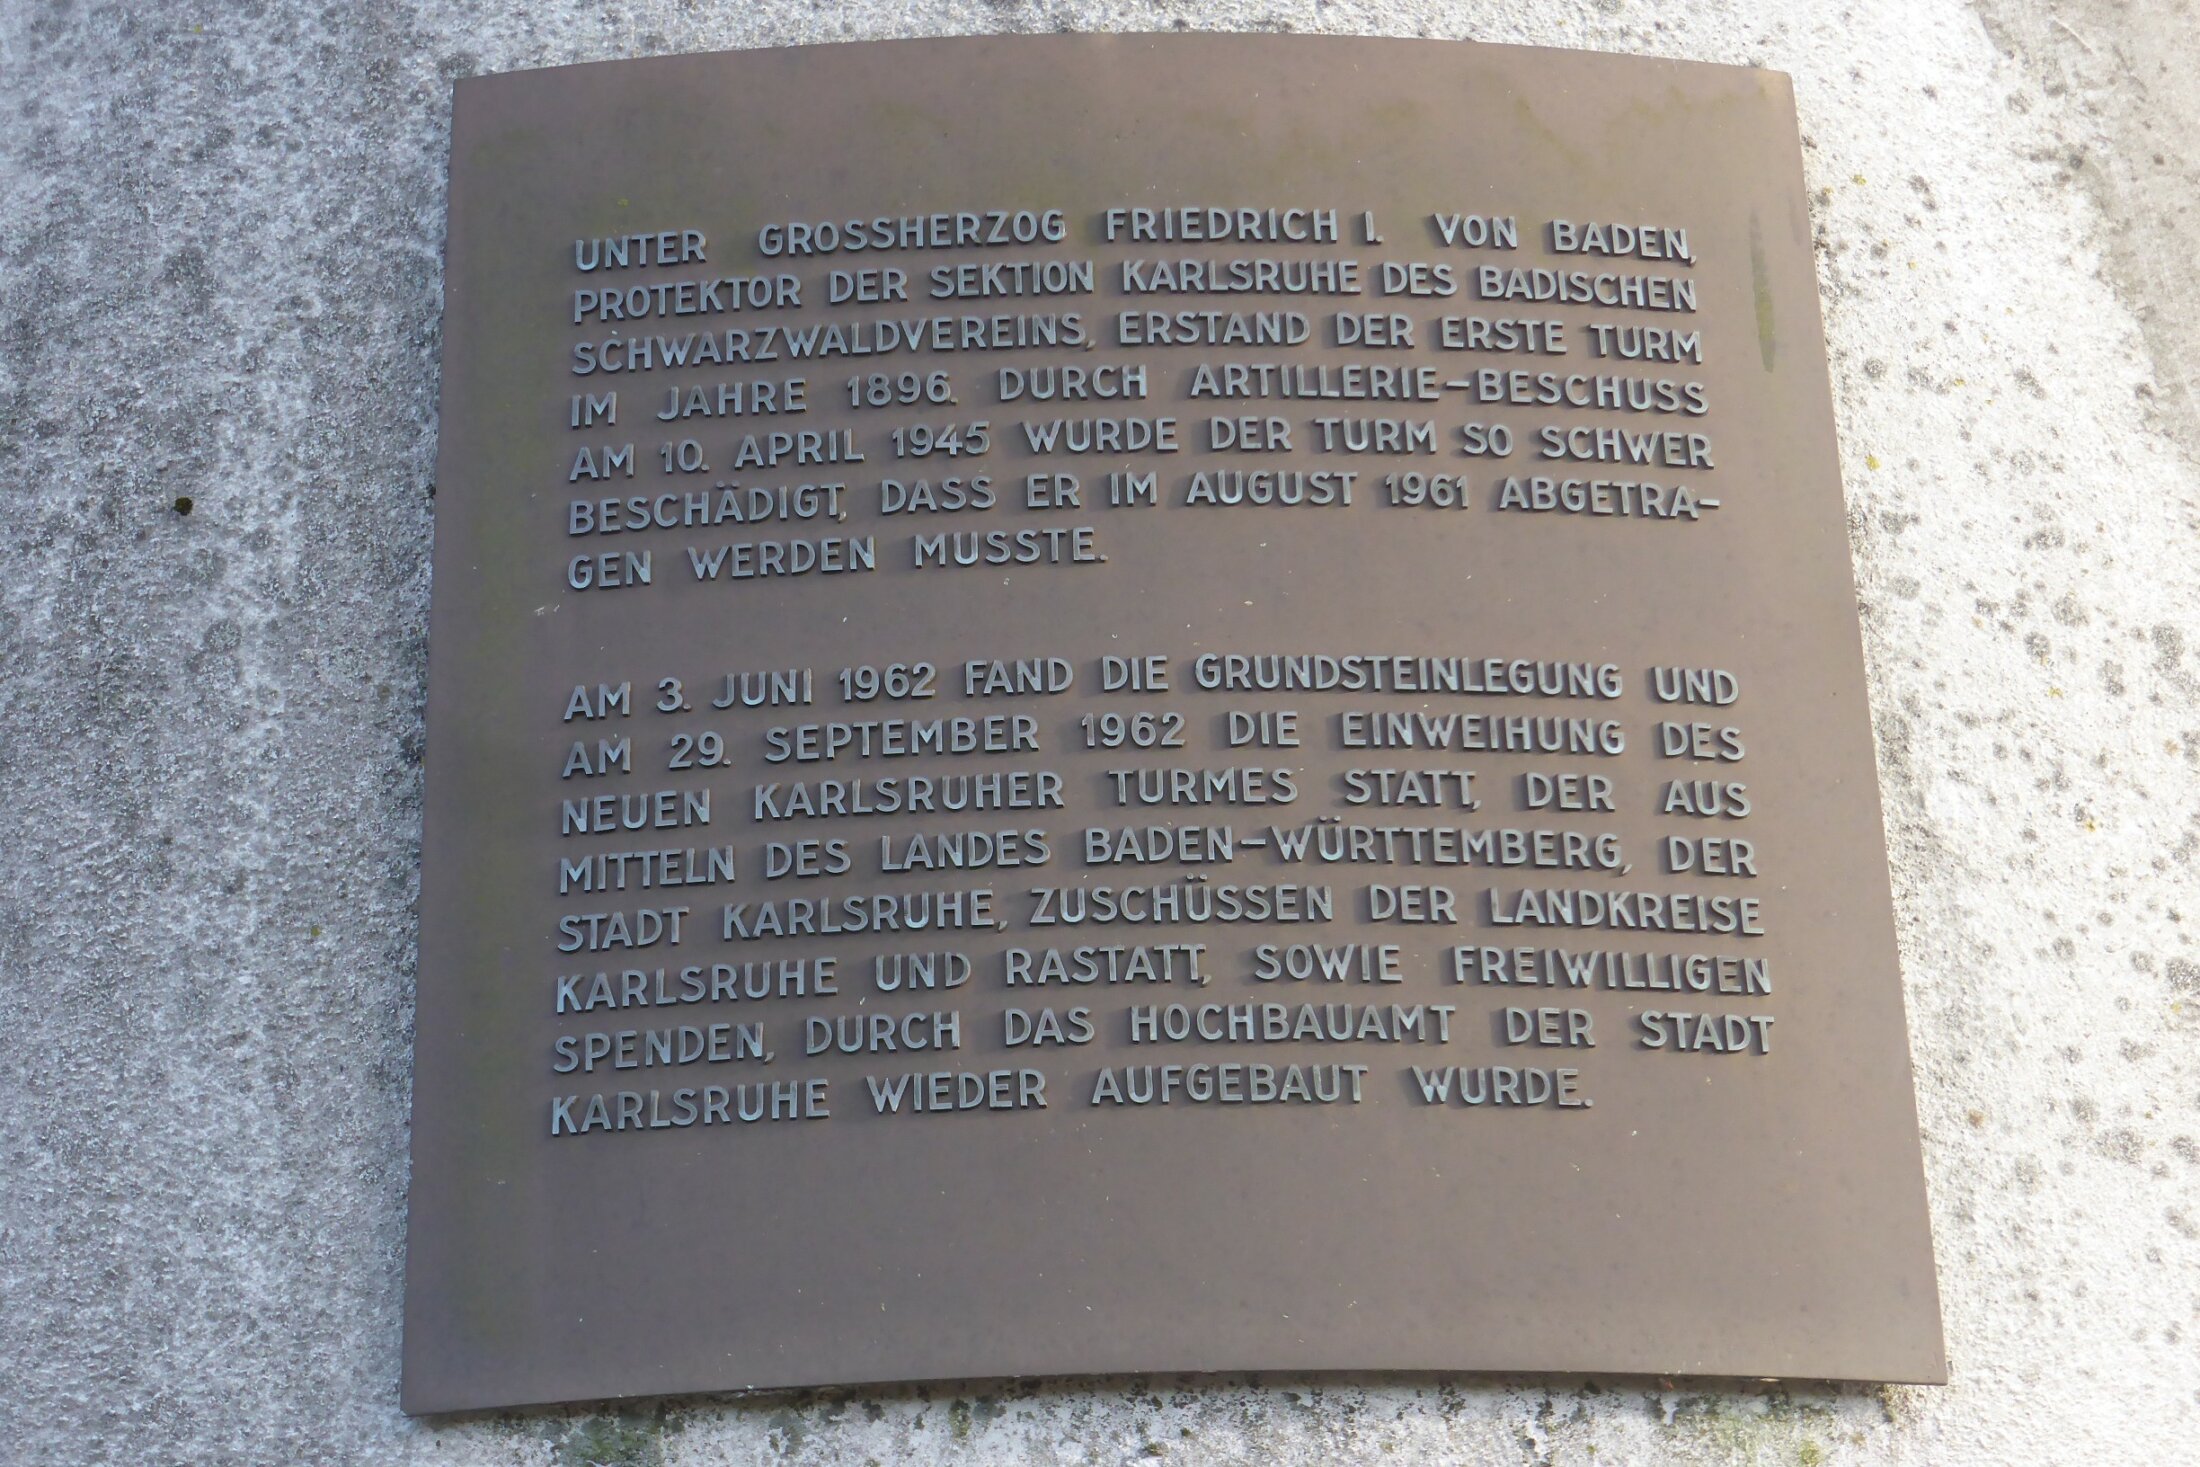 UNTER GROSSHERZOG FRIEDRICH I. VON BADEN,
PROTEKTOR DER SEKTION KARLSRUHE DES BADISCHEN
SCHWARZWALDVEREINS, ERSTAND DER ERSTE TURM
IM JAHRE 1896. DURCH ARTILLERIE-BESCHUSS
AM 10. APRIL 1945 WURDE DER TURM SO SCHWER
BESCHÄDIGT, DASS ER IM AUGUST 1961 ABGETRA-
GEN WERDEN MUSSTE.
AM 3. JUNI 1962 FAND DIE GRUNDSTEINLEGUNG UND
AM 29. SEPTEMBER 1962 DIE EINWEIHUNG DES
NEUEN KARLSRUHER TURMES STATT, DER AUS
MITTELN DES LANDES BADEN-WÜRTTEMBERG, DER
STADT KARLSRUHE, ZUSCHÜSSEN DER LANDKREISE
KARLSRUHE UND RASTATT, SOWIE FREIWILLIGEN
SPENDEN, DURCH DAS HOCHBAUAMT DER STADT
KARLSRUHE WIEDER AUFGEBAUT WURDE.